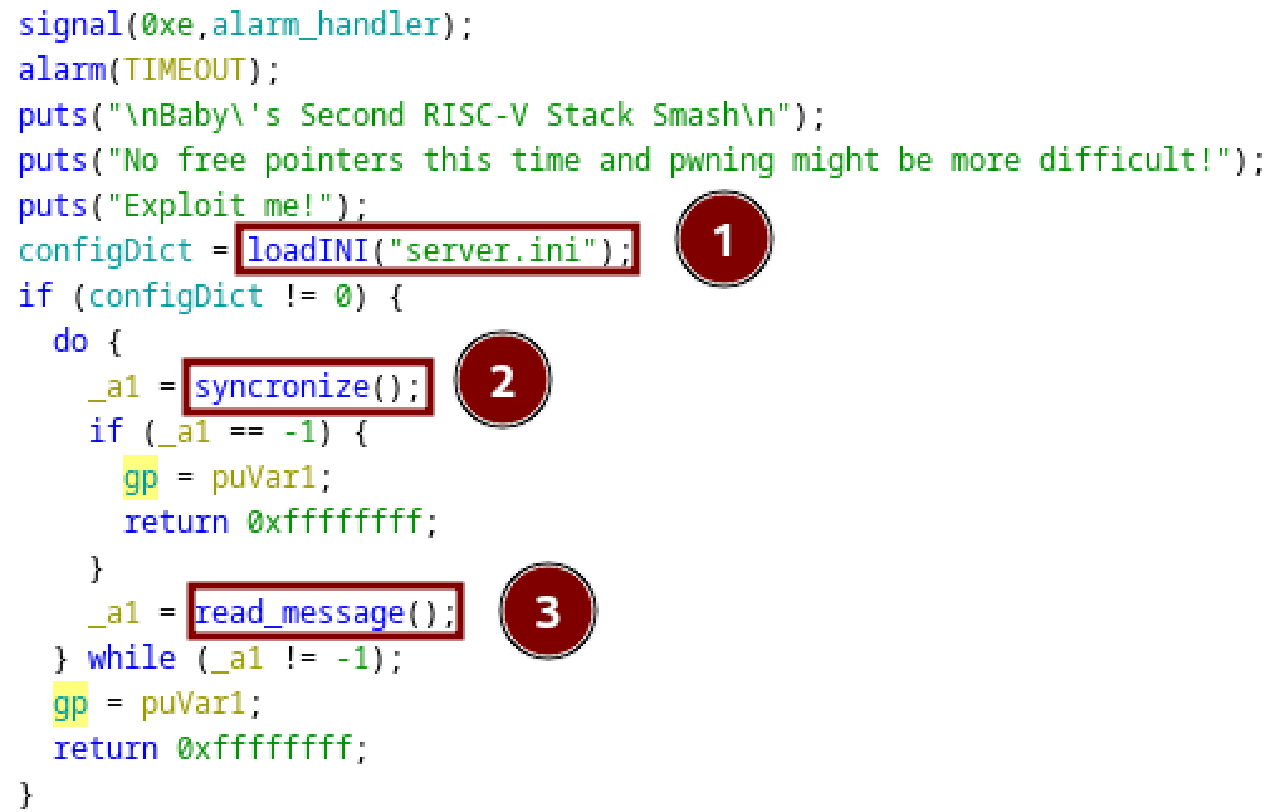 signal(0xe,alarm_handler);
alarm(TIMEOUT);
puts("\nBaby\'s Second RISC-V Stack Smash\n");
puts("No free pointers this time and pwning might be more difficult!");
puts("Exploit me!");
configDict = loadINI("server.ini"); 1
if (configDict != 0) {
do {
_a1 = syncronize(); 2
if (_a1 == -1) {
gp = puVar1;
return 0xffffffff;
}
_a1 = read_message(); 3
} while (_a1 != -1);
gp = puVar1;
return 0xffffffff;
}